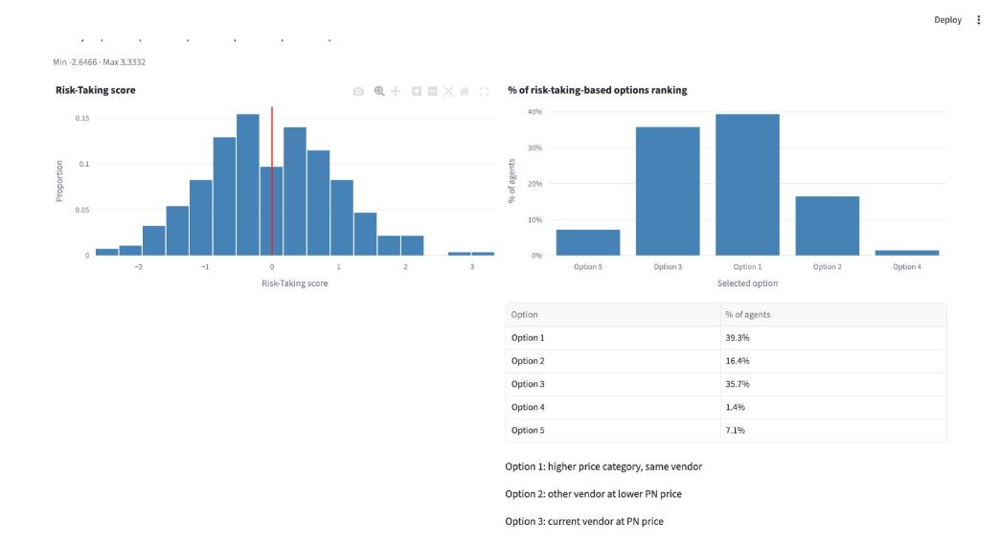 Deploy
Min -2.6466 · Max 3.3332
Risk-Taking score
0.15
0.1
0.05
0
Proportion
−2
−1
0
1
2
3
Risk-Taking score
% of risk-taking-based options ranking
40%
30%
20%
10%
0%
% of agents
Option 5
Option 3
Option 1
Option 2
Option 4
Selected option
Option % of agents
Option 1 39.3%
Option 2 16.4%
Option 3 35.7%
Option 4 1.4%
Option 5 7.1%
Option 1: higher price category, same vendor
Option 2: other vendor at lower PN price
Option 3: current vendor at PN price